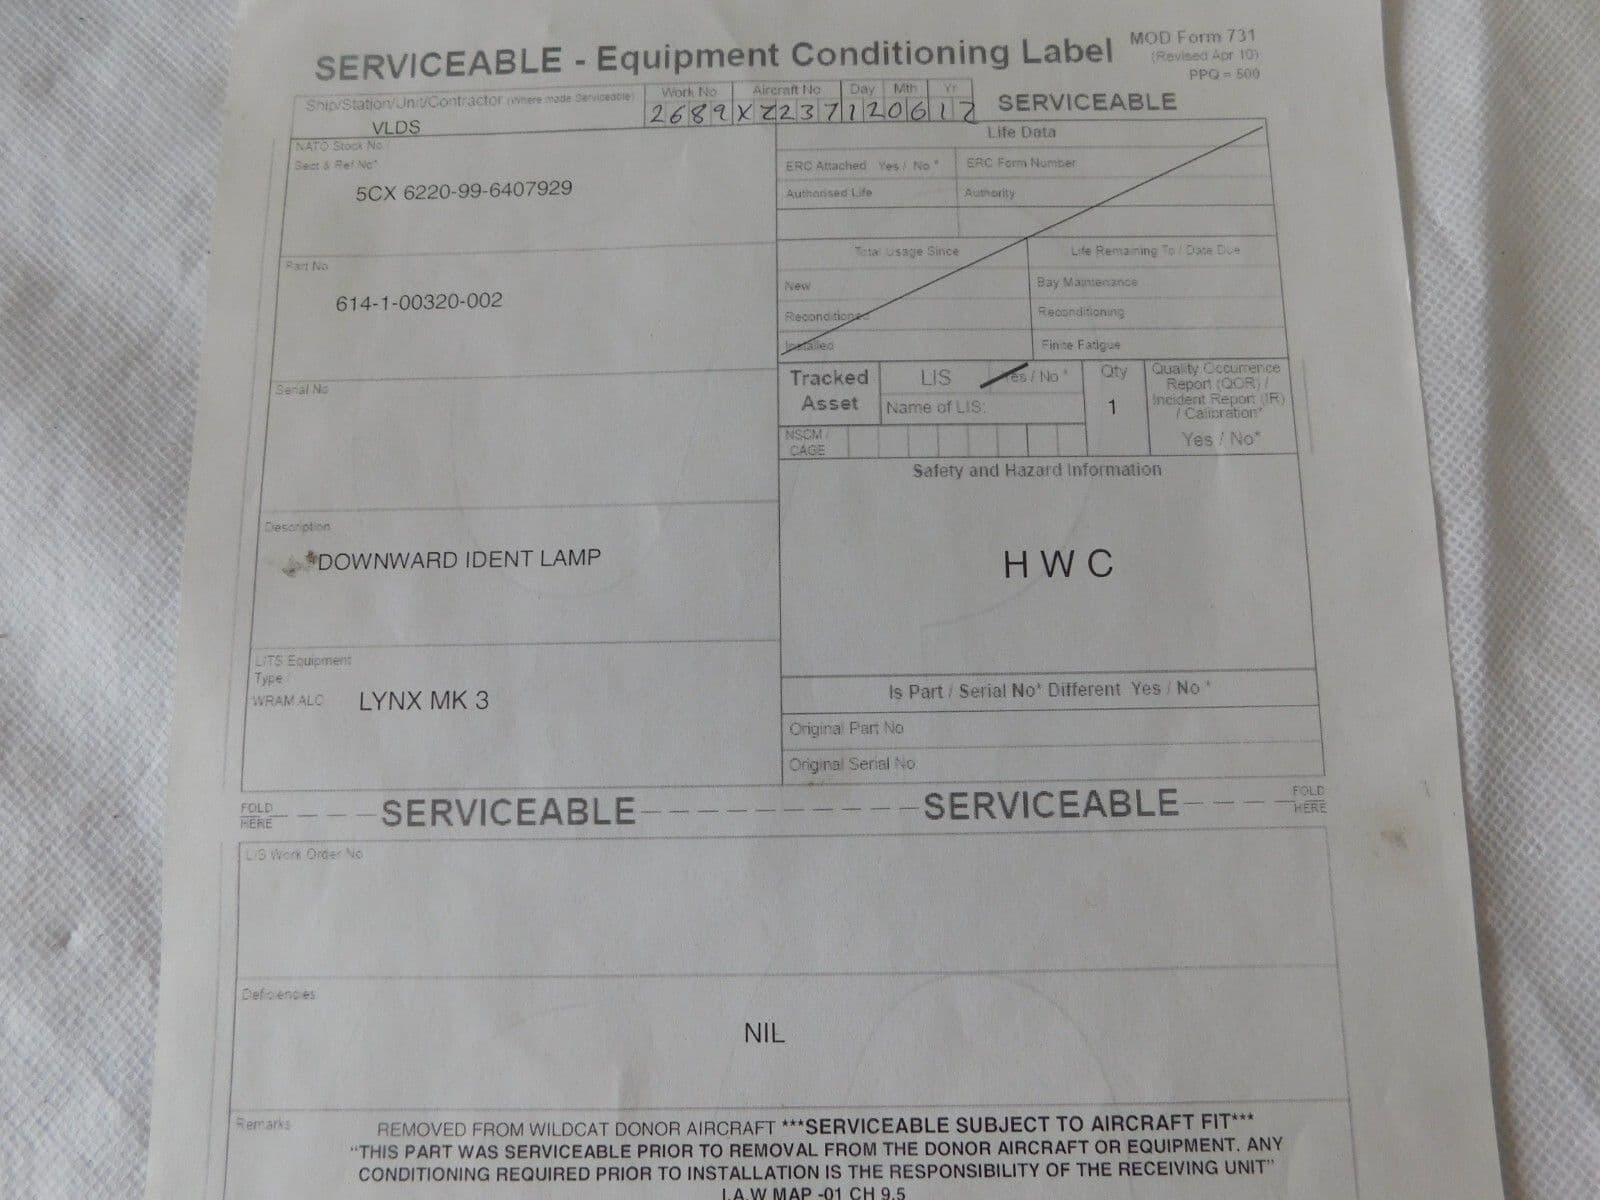 SERVICEABLE - Equipment Conditioning Label
MOD Form 731
(Revised Apr 10)
PPQ = 500
Ship/Station/Unit/Contractor (Where made Serviceable)
VLDS
Work No
Aircraft No
Day
Mth
Yr
2689
XZ237
12
06
17
SERVICEABLE
NATO Stock No /
Sect & Ref No*
5CX 6220-99-6407929
Part No
614-1-00320-002
Serial No
Description
*DOWNWARD IDENT LAMP
LITS Equipment
Type /
WRAM ALC
LYNX MK 3
Life Data
ERC Attached Yes / No *
ERC Form Number
Authorised Life
Authority
Total Usage Since
Life Remaining To / Date Due
New
Bay Maintenance
Reconditioned
Reconditioning
Installed
Finite Fatigue
Tracked
Asset
LIS
Yes / No *
Name of LIS:
NSCM /
CAGE
Qty
1
Quality Occurrence
Report (QOR) /
Incident Report (IR)
/ Calibration*
Yes / No*
Safety and Hazard Information
H W C
Is Part / Serial No* Different Yes / No *
Original Part No
Original Serial No
FOLD
HERE
SERVICEABLE
SERVICEABLE
FOLD
HERE
L/S Work Order No
Deficiencies
NIL
Remarks
REMOVED FROM WILDCAT DONOR AIRCRAFT ***SERVICEABLE SUBJECT TO AIRCRAFT FIT***
"THIS PART WAS SERVICEABLE PRIOR TO REMOVAL FROM THE DONOR AIRCRAFT OR EQUIPMENT. ANY
CONDITIONING REQUIRED PRIOR TO INSTALLATION IS THE RESPONSIBILITY OF THE RECEIVING UNIT"
I.A.W MAP -01 CH 9.5